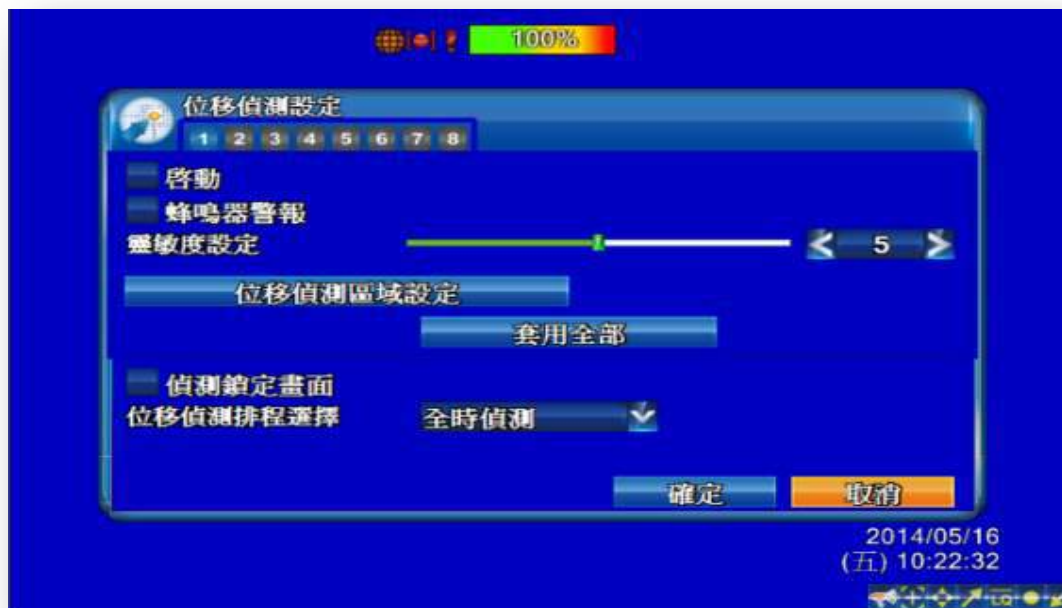 100%
位移偵測設定
1 2 3 4 5 6 7 8
啓動
蜂鳴器警報
靈敏度設定 5
位移偵測區域設定
套用全部
偵測鎖定畫面
位移偵測排程選擇 全時偵測
確定 取消
2014/05/16
(五) 10:22:32